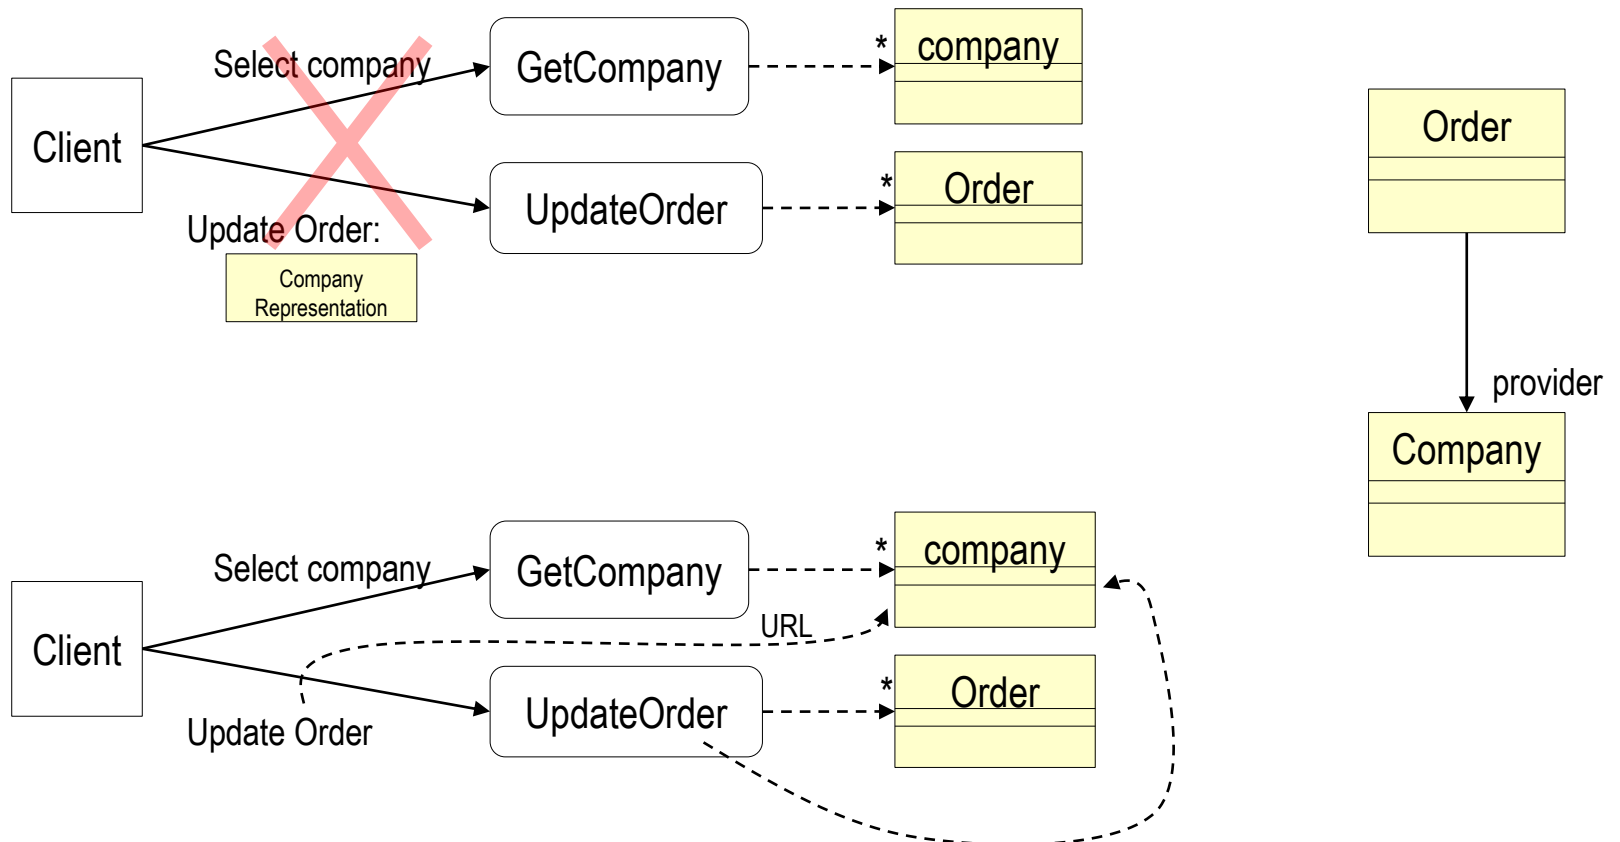 Select company
GetCompany
*
company
Client
Order
UpdateOrder
*
Order
Update Order:
Company
Representation
provider
Company
Select company
GetCompany
*
company
Client
URL
UpdateOrder
*
Order
Update Order